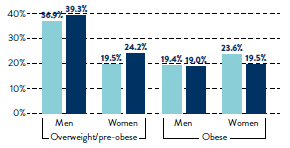 40%
36.9% 39.3%
30%
24.2% 23.6%
20%
19.5% 19.4% 19.0% 19.5%
10%
0%
Men Women Men Women
Overweight/pre-obese Obese